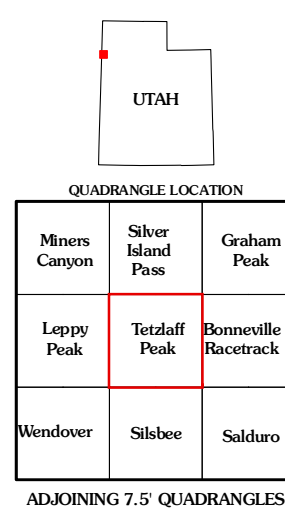 UTAH
QUADRANGLE LOCATION
Miners
Canyon
Silver
Island
Pass
Graham
Peak
Leppy
Peak
Tetzlaff
Peak
Bonneville
Racetrack
Wendover
Silsbee
Salduro
ADJOINING 7.5' QUADRANGLES